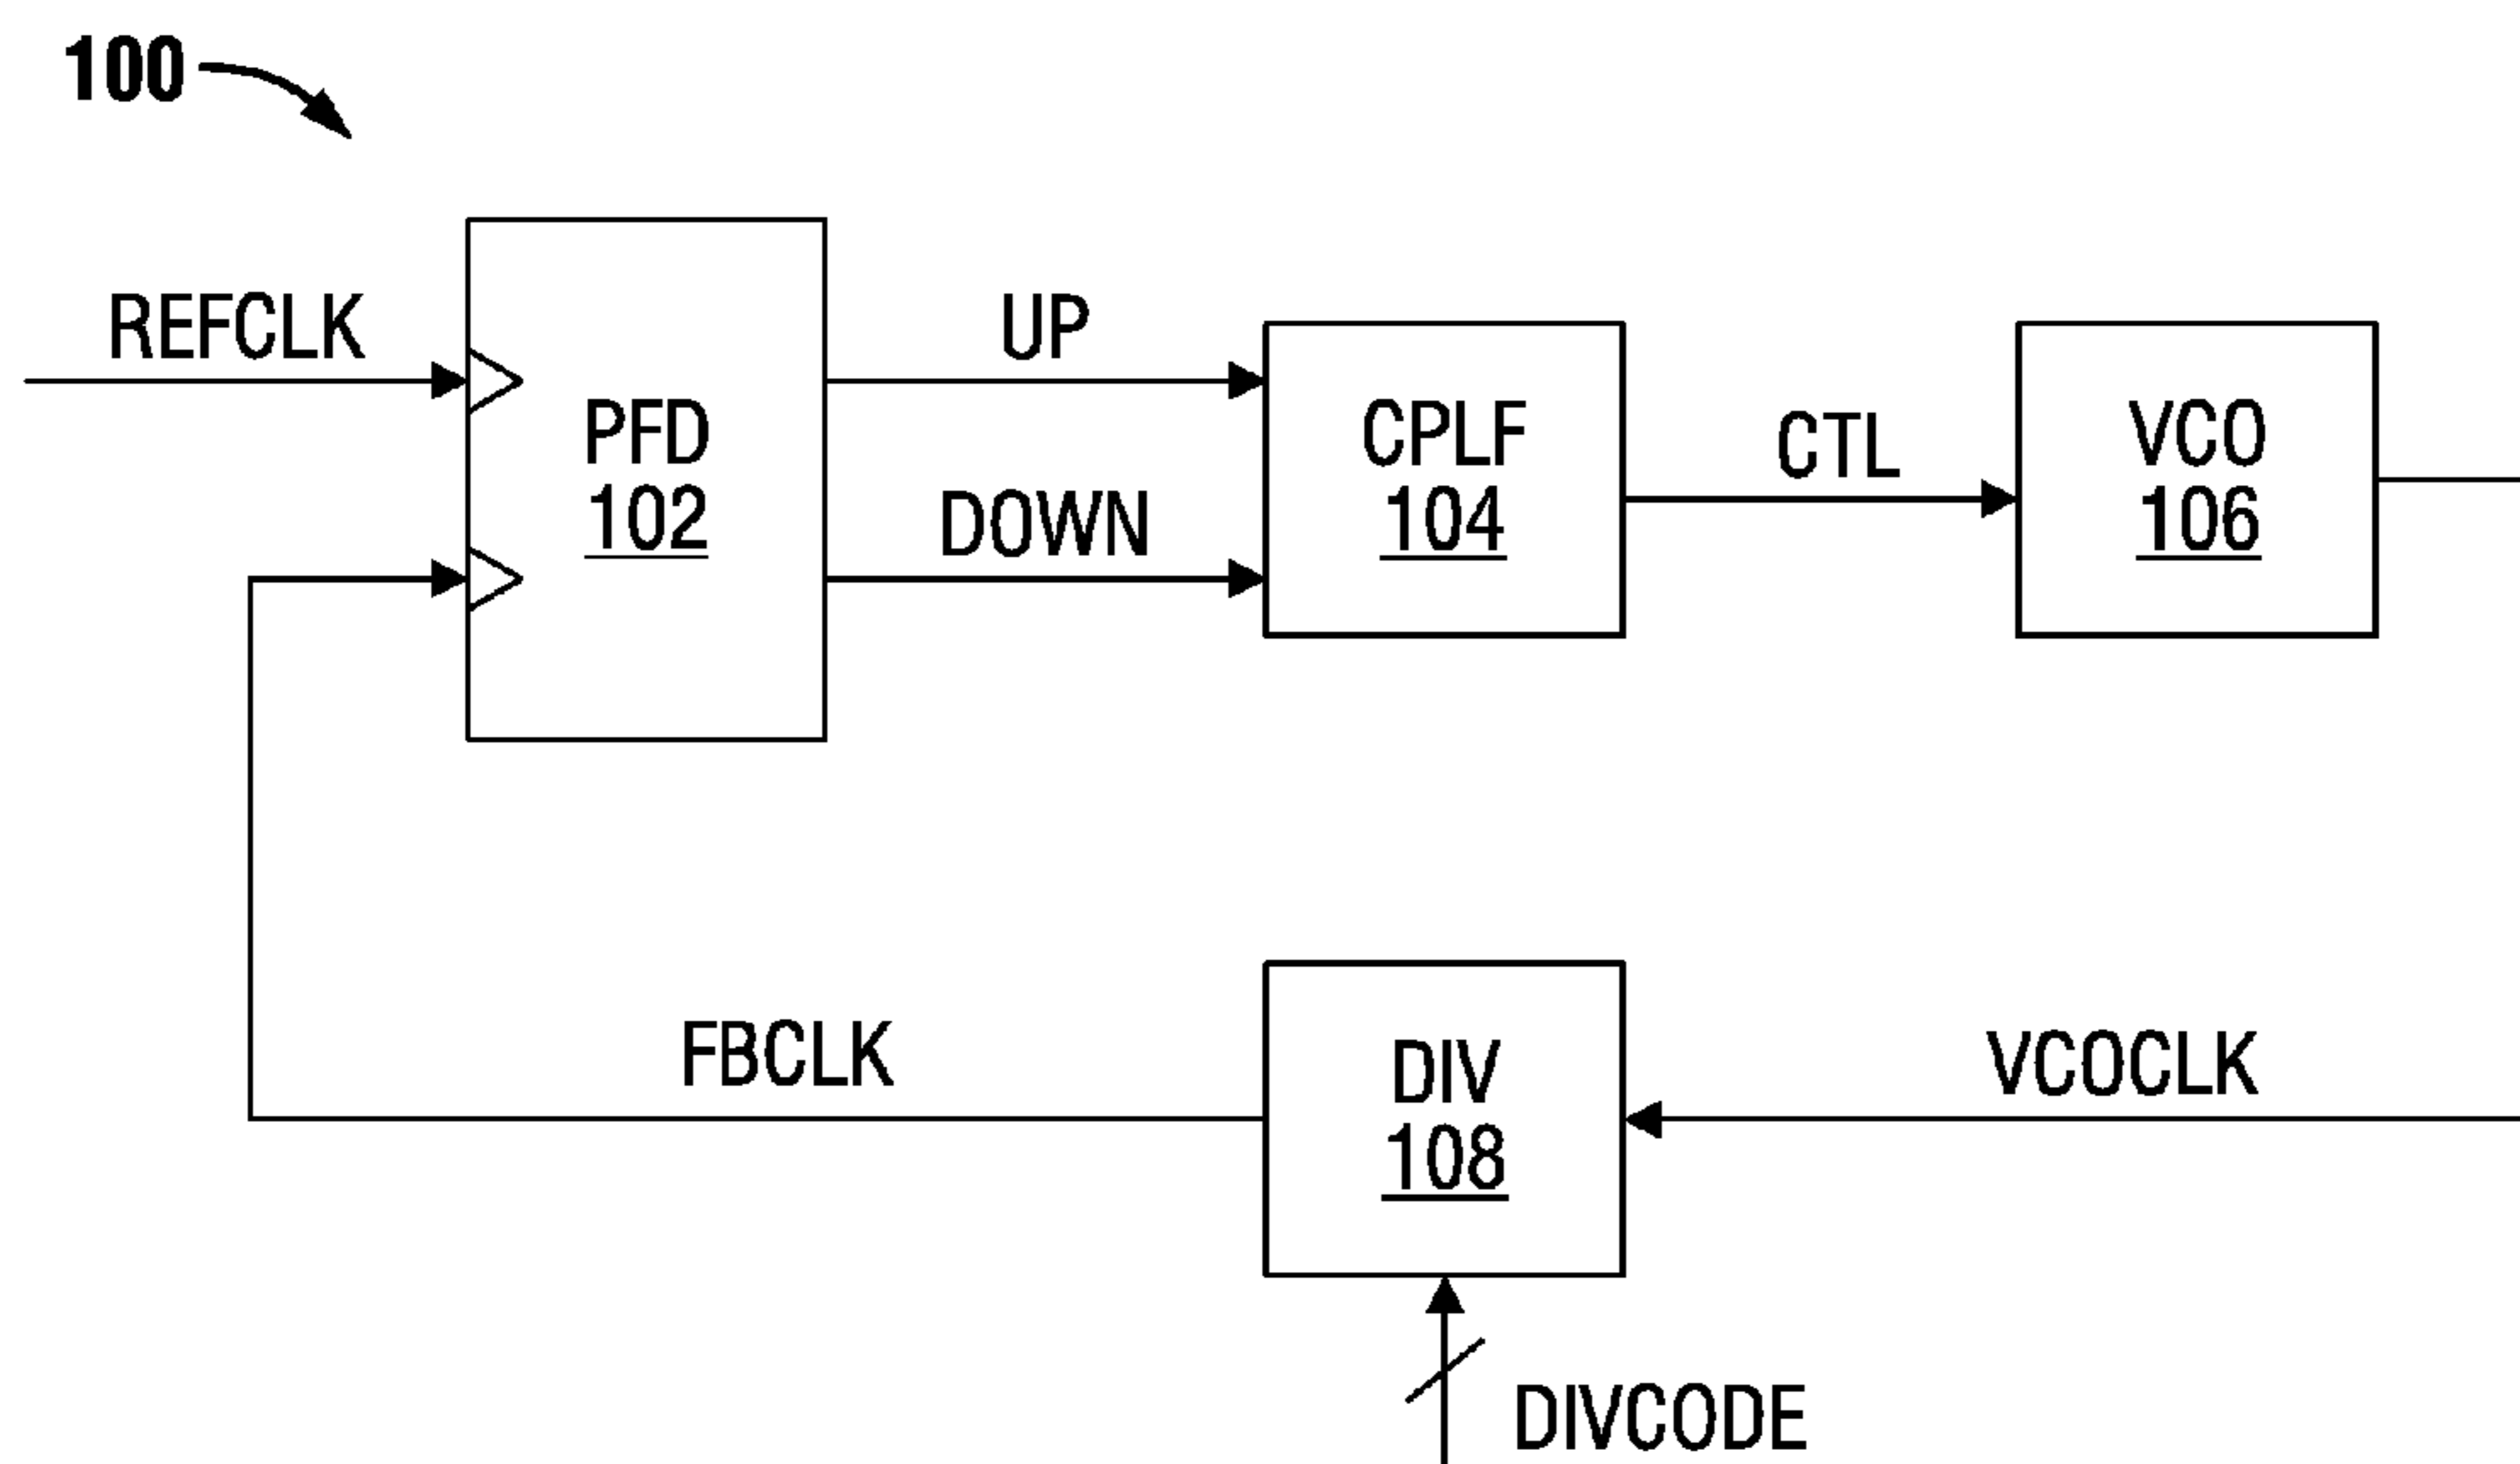 100
REFCLK
UP
PFD
102
DOWN
CPLF
104
CTL
VCO
106
FBCLK
DIV
108
VCOCLK
DIVCODE